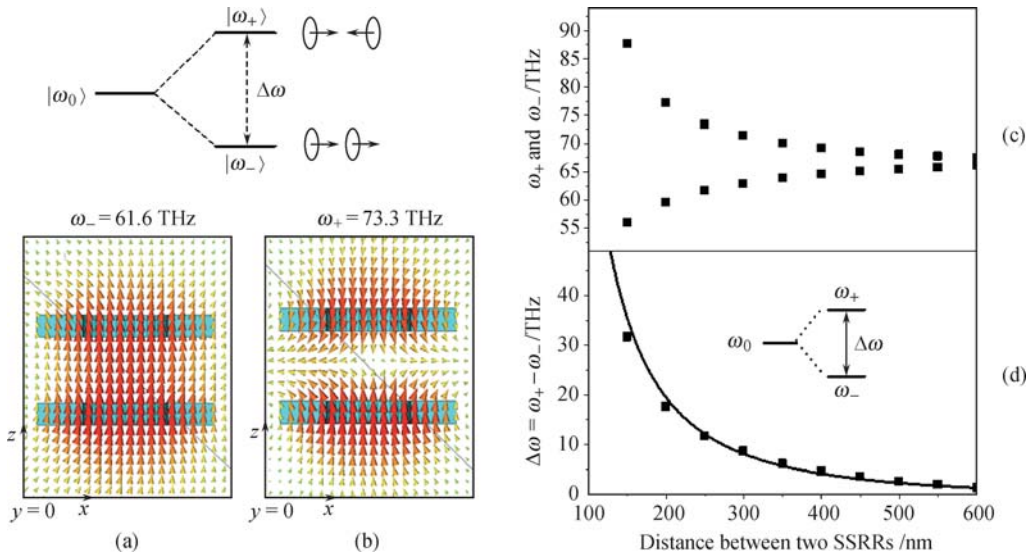 |ω₊⟩
|ω₀⟩
Δω
|ω₋⟩
ω₋ = 61.6 THz
ω₊ = 73.3 THz
z
y = 0
x
z
y = 0
x
(a)
(b)
ω₊ and ω₋ /THz
90
85
80
75
70
65
60
55
(c)
Δω = ω₊ − ω₋ /THz
40
30
20
10
0
ω₊
ω₀
Δω
ω₋
(d)
200
300
400
500
600
Distance between two SSRRs /nm